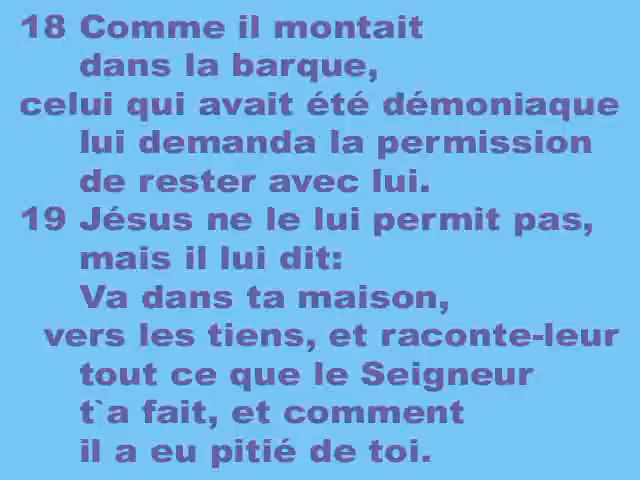 18 Comme il montait
dans la barque,
celui qui avait été démoniaque
lui demanda la permission
de rester avec lui.
19 Jésus ne le lui permit pas,
mais il lui dit:
Va dans ta maison,
vers les tiens, et raconte-leur
tout ce que le Seigneur
t`a fait, et comment
il a eu pitié de toi.